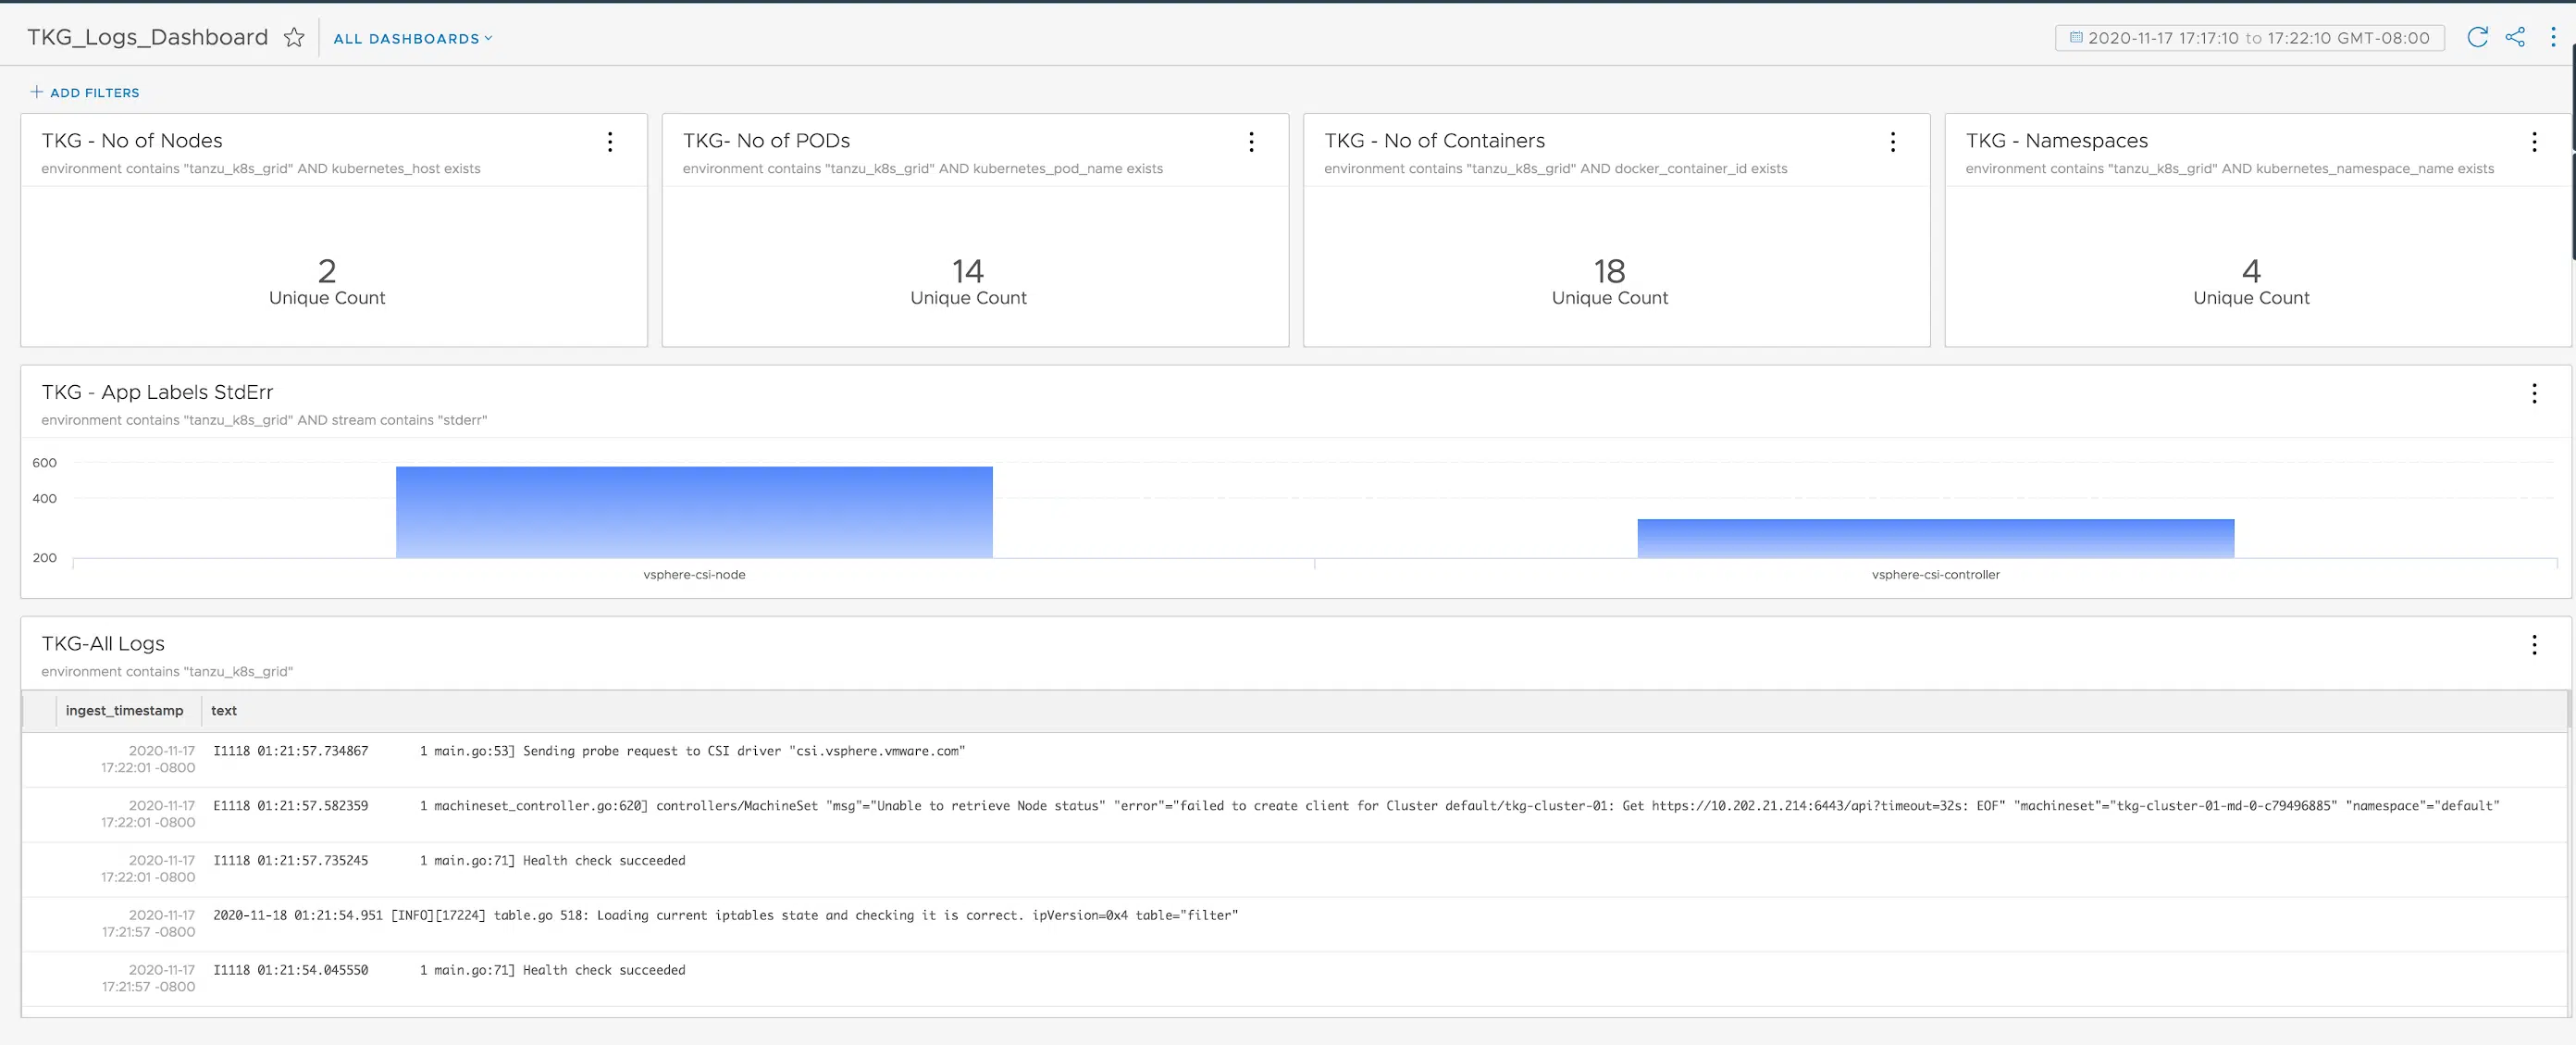 TKG_Logs_Dashboard
ALL DASHBOARDS
2020-11-17 17:17:10 to 17:22:10 GMT-08:00
ADD FILTERS
TKG - No of Nodes
environment contains "tanzu_k8s_grid" AND kubernetes_host exists
2
Unique Count
TKG- No of PODs
environment contains "tanzu_k8s_grid" AND kubernetes_pod_name exists
14
Unique Count
TKG - No of Containers
environment contains "tanzu_k8s_grid" AND docker_container_id exists
18
Unique Count
TKG - Namespaces
environment contains "tanzu_k8s_grid" AND kubernetes_namespace_name exists
4
Unique Count
TKG - App Labels StdErr
environment contains "tanzu_k8s_grid" AND stream contains "stderr"
600
400
200
vsphere-csi-node
vsphere-csi-controller
TKG-All Logs
environment contains "tanzu_k8s_grid"
ingest_timestamp text
2020-11-17 I1118 01:21:57.734867 1 main.go:53] Sending probe request to CSI driver "csi.vsphere.vmware.com"
17:22:01 -0800
2020-11-17 E1118 01:21:57.582359 1 machineset_controller.go:620] controllers/MachineSet "msg"="Unable to retrieve Node status" "error"="failed to create client for Cluster default/tkg-cluster-01: Get https://10.202.21.214:6443/api?timeout=32s: EOF" "machineset"="tkg-cluster-01-md-0-c79496885" "namespace"="default"
17:22:01 -0800
2020-11-17 I1118 01:21:57.735245 1 main.go:71] Health check succeeded
17:22:01 -0800
2020-11-17 2020-11-18 01:21:54.951 [INFO][17224] table.go 518: Loading current iptables state and checking it is correct. ipVersion=0x4 table="filter"
17:21:57 -0800
2020-11-17 I1118 01:21:54.045550 1 main.go:71] Health check succeeded
17:21:57 -0800